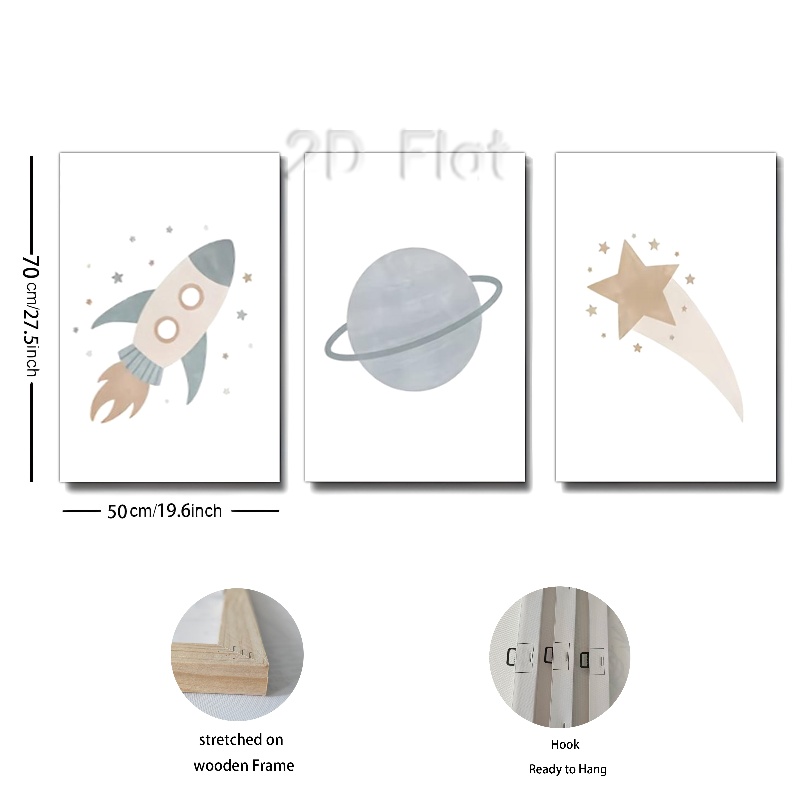 2D Flat
70 cm/27.5inch
50cm/19.6inch
stretched on
wooden Frame
Hook
Ready to Hang